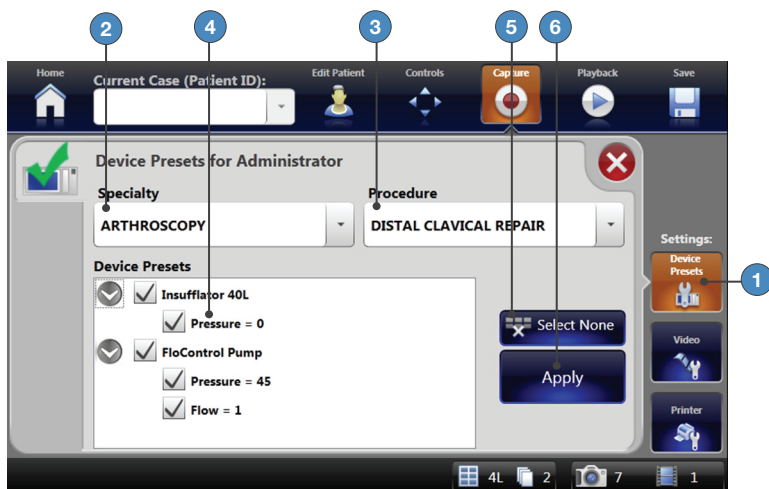 2 4 3 5 6
Home
Current Case (Patient ID):
Edit Patient
Controls
Capture
Playback
Save
Device Presets for Administrator
Specialty
Procedure
ARTHROSCOPY
DISTAL CLAVICAL REPAIR
Settings:
Device
Presets
1
Device Presets
Insufflator 40L
Pressure = 0
Select None
Video
FloControl Pump
Pressure = 45
Apply
Flow = 1
Printer
4L 2 7 1